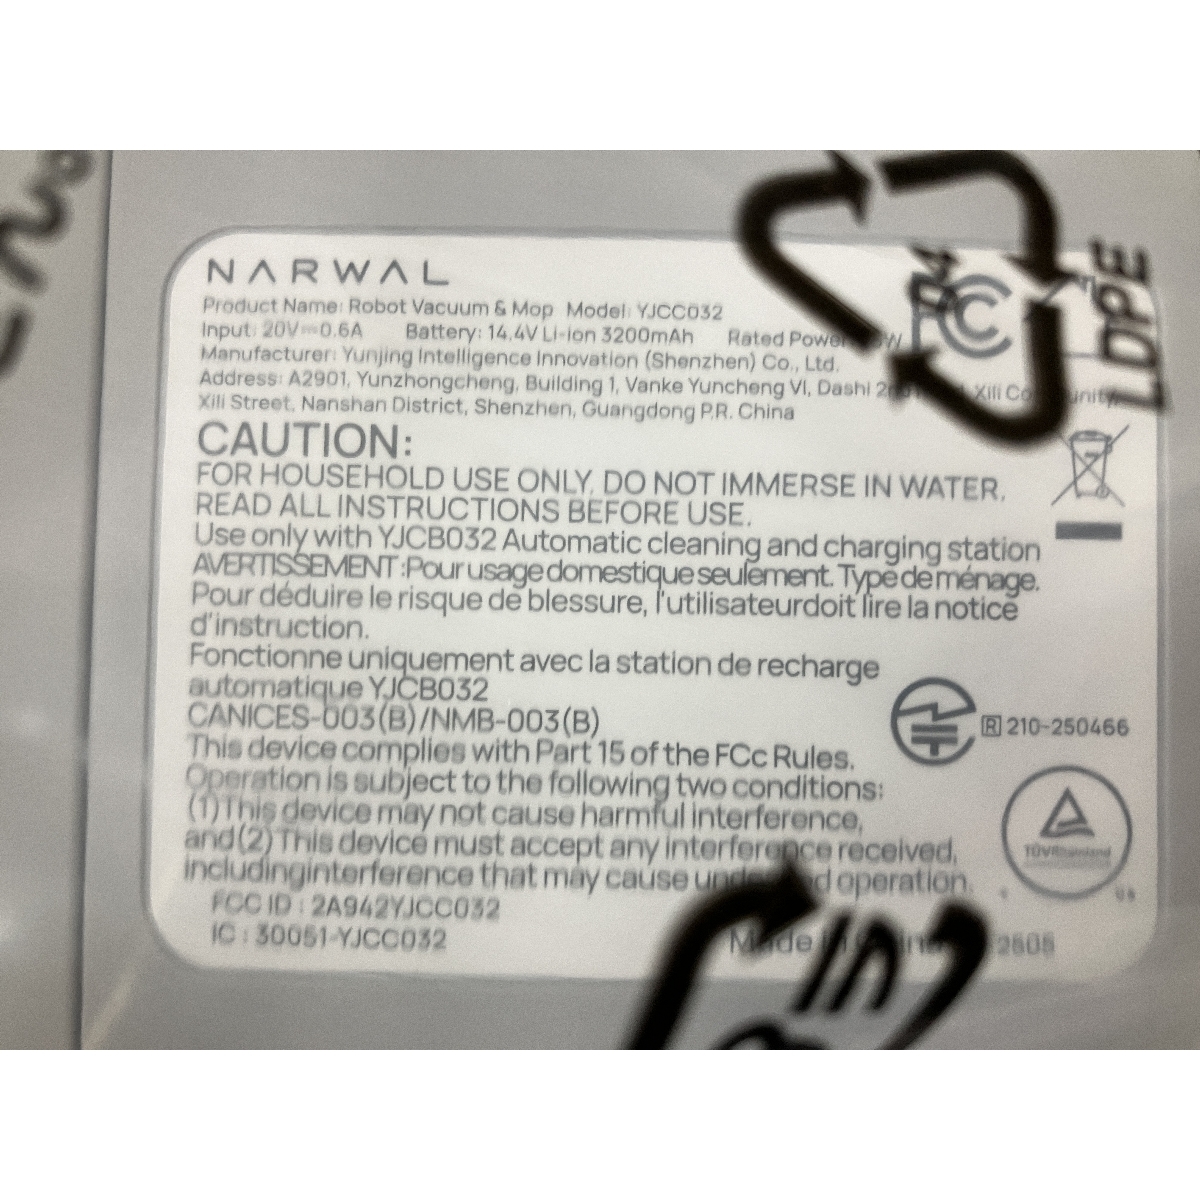 NARWAL
Product Name: Robot Vacuum & Mop Model: YJCC032
Input: 20V⎓0.6A Battery: 14.4V Li-ion 3200mAh Rated Power
Manufacturer: Yunjing Intelligence Innovation (Shenzhen) Co., Ltd.
Address: A2901, Yunzhongcheng, Building 1, Vanke Yuncheng VI, Dashi Xili
Xili Street, Nanshan District, Shenzhen, Guangdong P.R. China
CAUTION:
FOR HOUSEHOLD USE ONLY. DO NOT IMMERSE IN WATER.
READ ALL INSTRUCTIONS BEFORE USE.
Use only with YJCB032 Automatic cleaning and charging station
AVERTISSEMENT:Pour usage domestique seulement. Type de ménage.
Pour déduire le risque de blessure, l'utilisateurdoit lire la notice
d'instruction.
Fonctionne uniquement avec la station de recharge
automatique YJCB032
CANICES-003(B)/NMB-003(B)
This device complies with Part 15 of the FCc Rules.
Operation is subject to the following two conditions:
(1)This device may not cause harmful interference,
and(2)This device must accept any interference received,
includinginterference that may cause operation.
FCC ID : 2A942YJCC032
IC : 30051-YJCC032
Made
FC
R 210-250466
TÜVRheinland
LDPE
04